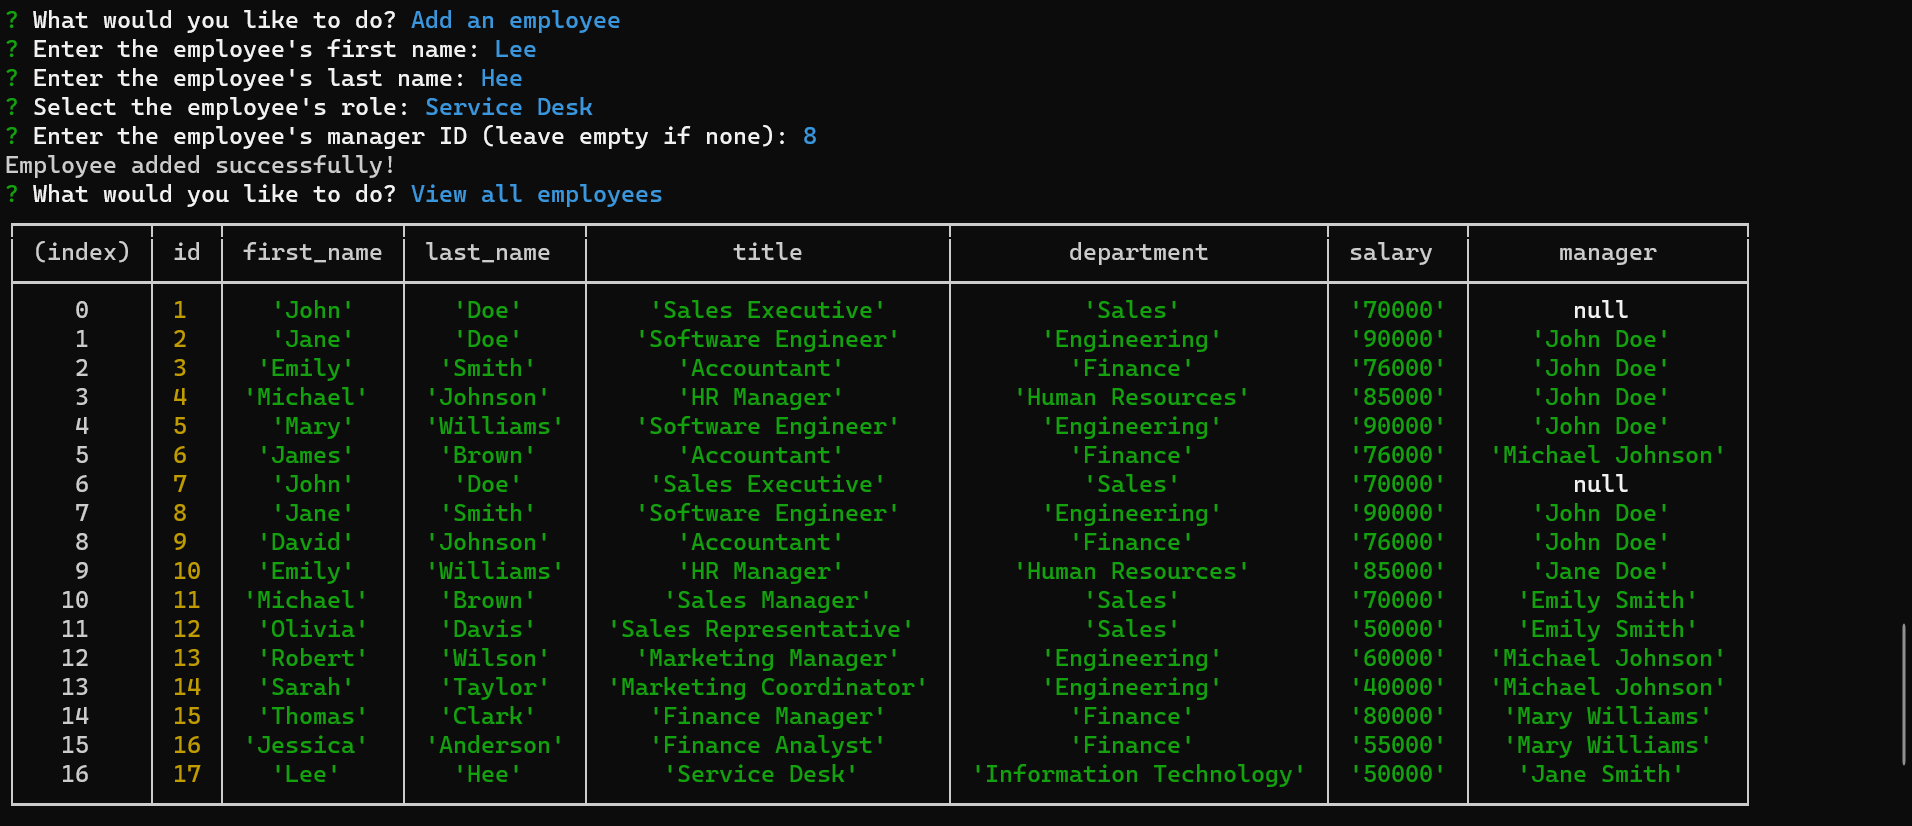 ? What would you like to do? Add an employee
? Enter the employee's first name: Lee
? Enter the employee's last name: Hee
? Select the employee's role: Service Desk
? Enter the employee's manager ID (leave empty if none): 8
Employee added successfully!
? What would you like to do? View all employees
(index) id first_name last_name title department salary manager
0 1 'John' 'Doe' 'Sales Executive' 'Sales' '70000' null
1 2 'Jane' 'Doe' 'Software Engineer' 'Engineering' '90000' 'John Doe'
2 3 'Emily' 'Smith' 'Accountant' 'Finance' '76000' 'John Doe'
3 4 'Michael' 'Johnson' 'HR Manager' 'Human Resources' '85000' 'John Doe'
4 5 'Mary' 'Williams' 'Software Engineer' 'Engineering' '90000' 'John Doe'
5 6 'James' 'Brown' 'Accountant' 'Finance' '76000' 'Michael Johnson'
6 7 'John' 'Doe' 'Sales Executive' 'Sales' '70000' null
7 8 'Jane' 'Smith' 'Software Engineer' 'Engineering' '90000' 'John Doe'
8 9 'David' 'Johnson' 'Accountant' 'Finance' '76000' 'John Doe'
9 10 'Emily' 'Williams' 'HR Manager' 'Human Resources' '85000' 'Jane Doe'
10 11 'Michael' 'Brown' 'Sales Manager' 'Sales' '70000' 'Emily Smith'
11 12 'Olivia' 'Davis' 'Sales Representative' 'Sales' '50000' 'Emily Smith'
12 13 'Robert' 'Wilson' 'Marketing Manager' 'Engineering' '60000' 'Michael Johnson'
13 14 'Sarah' 'Taylor' 'Marketing Coordinator' 'Engineering' '40000' 'Michael Johnson'
14 15 'Thomas' 'Clark' 'Finance Manager' 'Finance' '80000' 'Mary Williams'
15 16 'Jessica' 'Anderson' 'Finance Analyst' 'Finance' '55000' 'Mary Williams'
16 17 'Lee' 'Hee' 'Service Desk' 'Information Technology' '50000' 'Jane Smith'